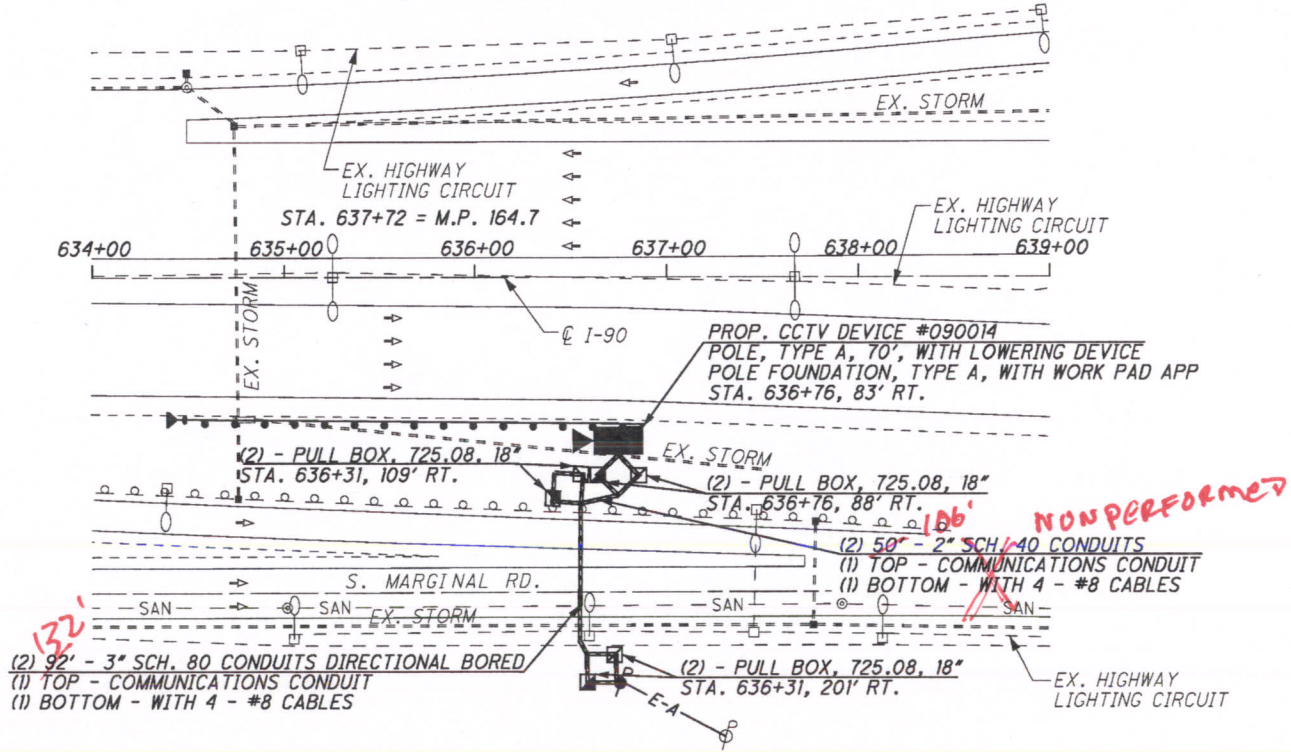 EX. STORM
EX. HIGHWAY
LIGHTING CIRCUIT
STA. 637+72 = M.P. 164.7
EX. HIGHWAY
LIGHTING CIRCUIT
634+00 635+00 636+00 637+00 638+00 639+00
EX. STORM
℄ I-90
PROP. CCTV DEVICE #090014
POLE, TYPE A, 70', WITH LOWERING DEVICE
POLE FOUNDATION, TYPE A, WITH WORK PAD APP
STA. 636+76, 83' RT.
(2) - PULL BOX, 725.08, 18"
STA. 636+31, 109' RT.
EX. STORM
(2) - PULL BOX, 725.08, 18"
STA. 636+76, 88' RT.
106' NONPERFORMED
(2) 50' - 2" SCH. 40 CONDUITS
(1) TOP - COMMUNICATIONS CONDUIT
(1) BOTTOM - WITH 4 - #8 CABLES
S. MARGINAL RD.
SAN SAN SAN SAN
EX. STORM
132'
(2) 92' - 3" SCH. 80 CONDUITS DIRECTIONAL BORED
(1) TOP - COMMUNICATIONS CONDUIT
(1) BOTTOM - WITH 4 - #8 CABLES
(2) - PULL BOX, 725.08, 18"
STA. 636+31, 201' RT.
P
E-A
P
EX. HIGHWAY
LIGHTING CIRCUIT